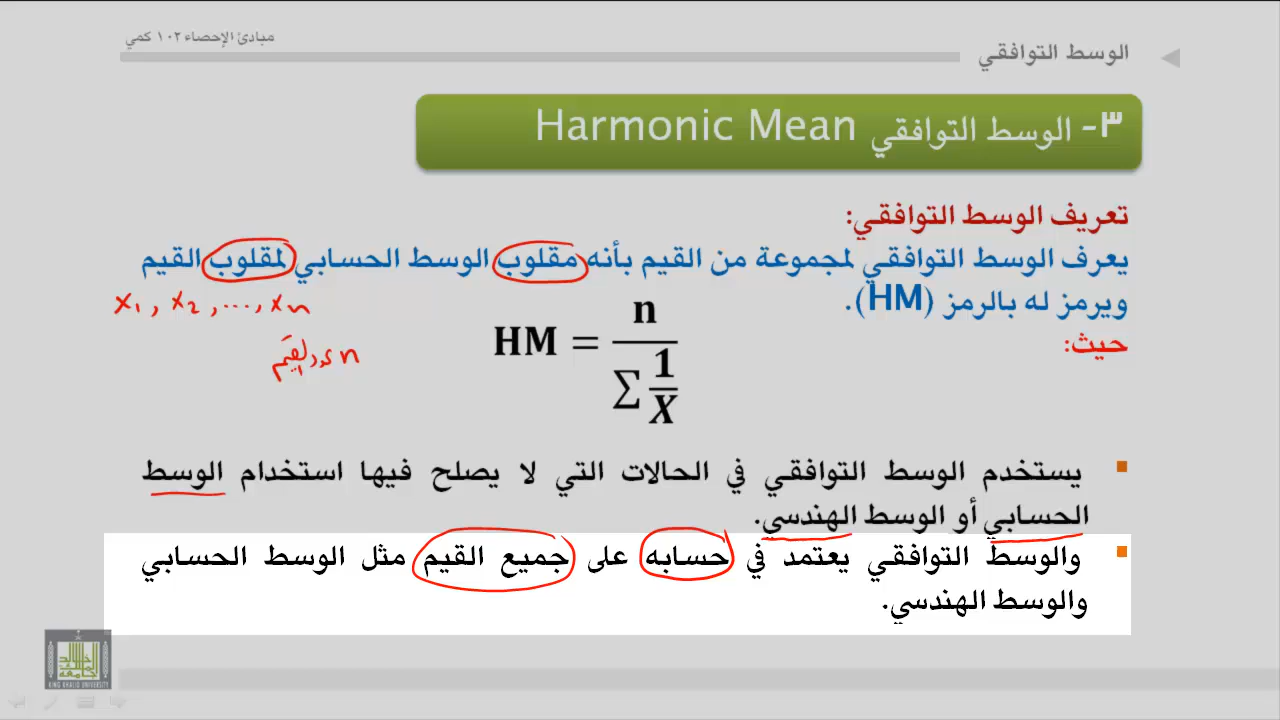 مبادئ الإحصاء ١٠٢ كمي
الوسط التوافقي
٣- الوسط التوافقي Harmonic Mean
تعريف الوسط التوافقي:
يعرف الوسط التوافقي لمجموعة من القيم بأنه مقلوب الوسط الحسابي لمقلوب القيم
ويرمز له بالرمز (HM).
x1, x2, ..., xn
حيث:
HM = n / ∑ 1/X
n عدد القيم
يستخدم الوسط التوافقي في الحالات التي لا يصلح فيها استخدام الوسط
الحسابي أو الوسط الهندسي.
والوسط التوافقي يعتمد في حسابه على جميع القيم مثل الوسط الحسابي
والوسط الهندسي.
KING KHALID UNIVERSITY